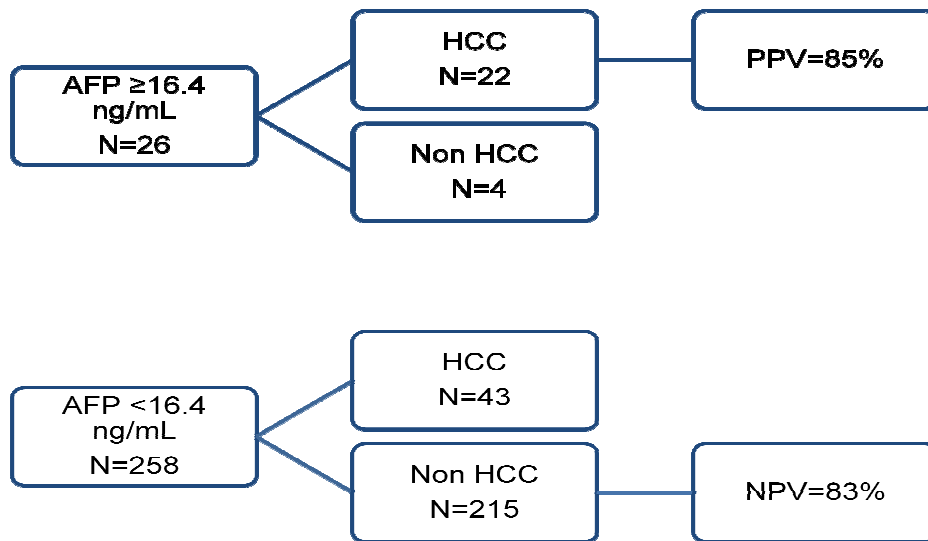 AFP ≥16.4
ng/mL
N=26
HCC
N=22
PPV=85%
Non HCC
N=4
AFP <16.4
ng/mL
N=258
HCC
N=43
Non HCC
N=215
NPV=83%